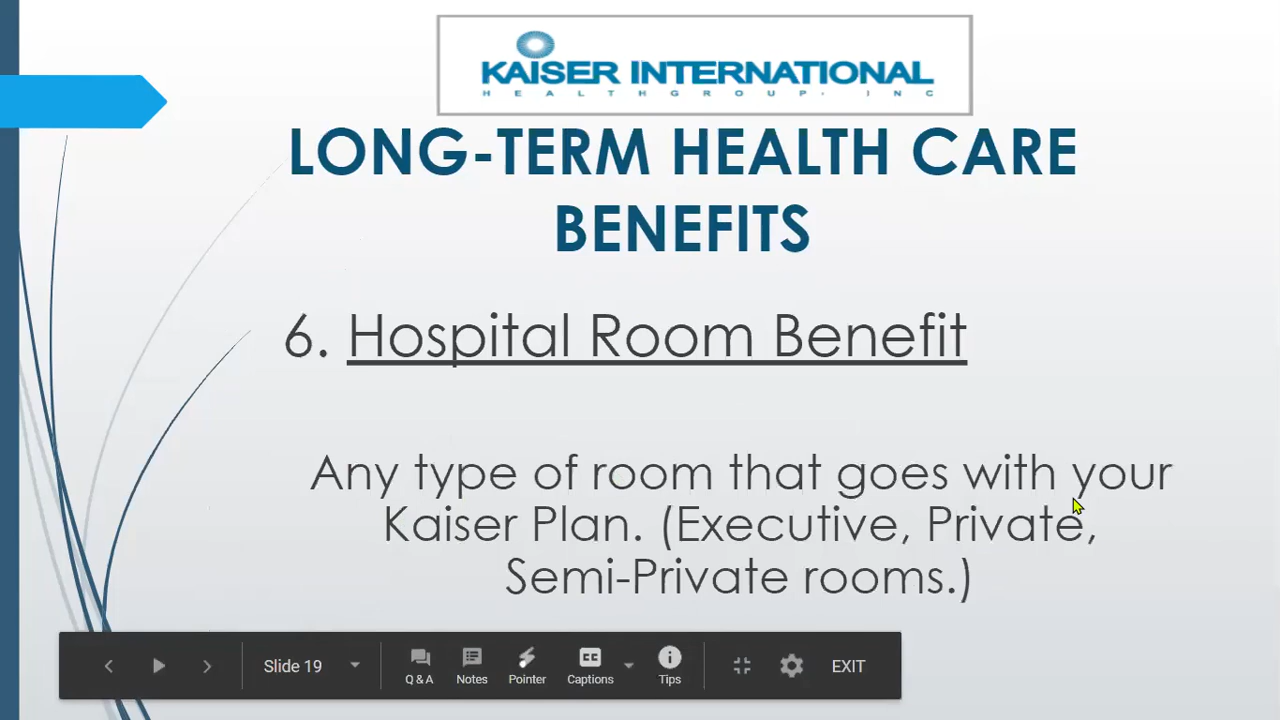 KAISER INTERNATIONAL
HEALTHGROUP, INC
LONG-TERM HEALTH CARE
BENEFITS
6. Hospital Room Benefit
Any type of room that goes with your
Kaiser Plan. (Executive, Private,
Semi-Private rooms.)
Slide 19
Q & A
Notes
Pointer
CC
Captions
Tips
EXIT